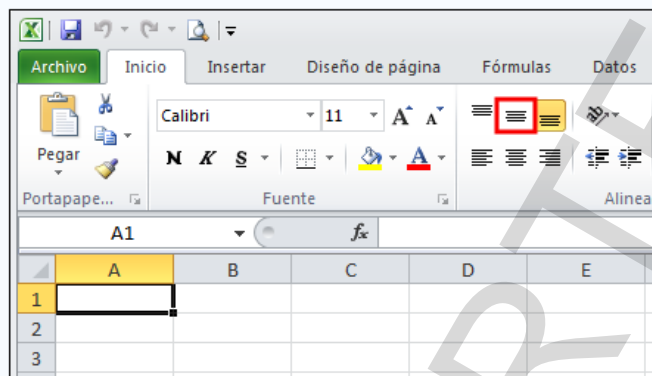 Archivo Inicio Insertar Diseño de página Fórmulas Datos
Calibri 11 A A
Pegar N K S A
Portapape... Fuente Alinea
A1 fx
A B C D E
1
2
3